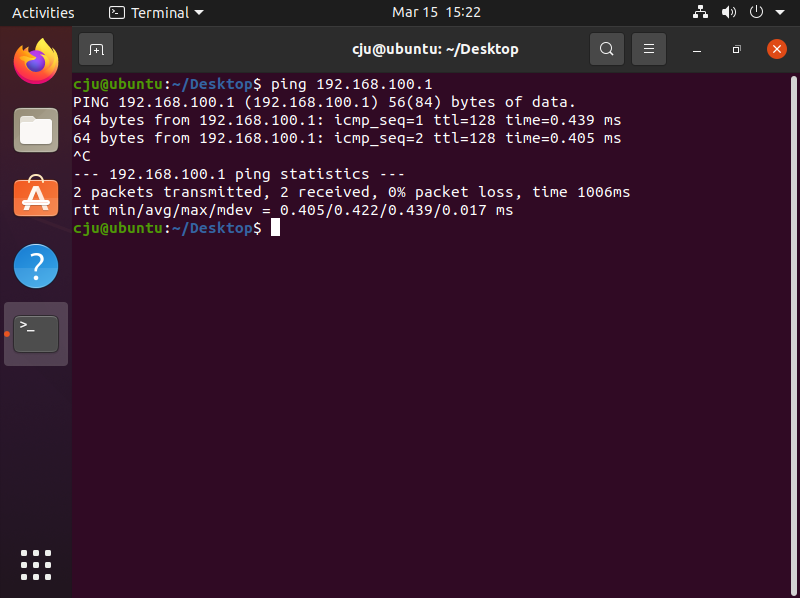 Activities Terminal Mar 15 15:22
cju@ubuntu: ~/Desktop
cju@ubuntu:~/Desktop$ ping 192.168.100.1
PING 192.168.100.1 (192.168.100.1) 56(84) bytes of data.
64 bytes from 192.168.100.1: icmp_seq=1 ttl=128 time=0.439 ms
64 bytes from 192.168.100.1: icmp_seq=2 ttl=128 time=0.405 ms
^C
--- 192.168.100.1 ping statistics ---
2 packets transmitted, 2 received, 0% packet loss, time 1006ms
rtt min/avg/max/mdev = 0.405/0.422/0.439/0.017 ms
cju@ubuntu:~/Desktop$